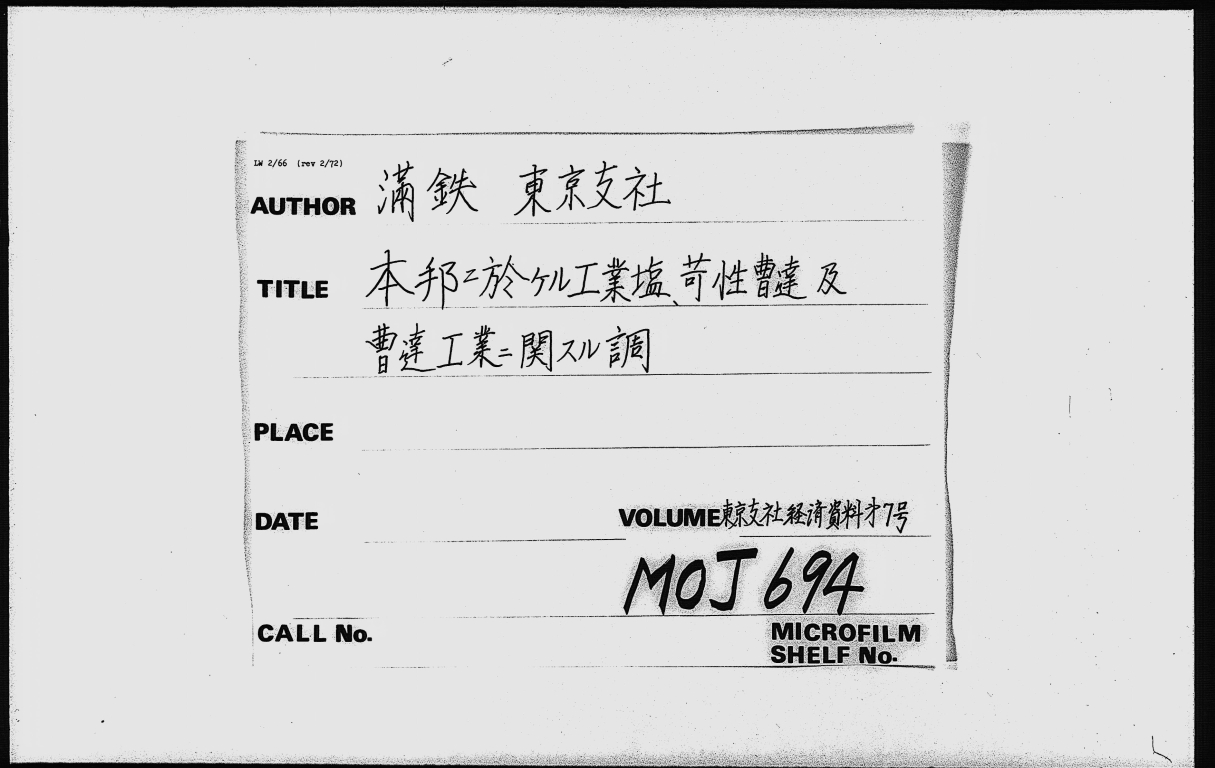 LW 2/66 (rev 2/72)
AUTHOR 満鉄 東京支社
TITLE 本邦ニ於ケル工業塩、苛性曹達及
曹達工業ニ関スル調
PLACE
DATE VOLUME 東京支社経済資料才7号
MOJ 694
CALL No. MICROFILM
SHELF No.